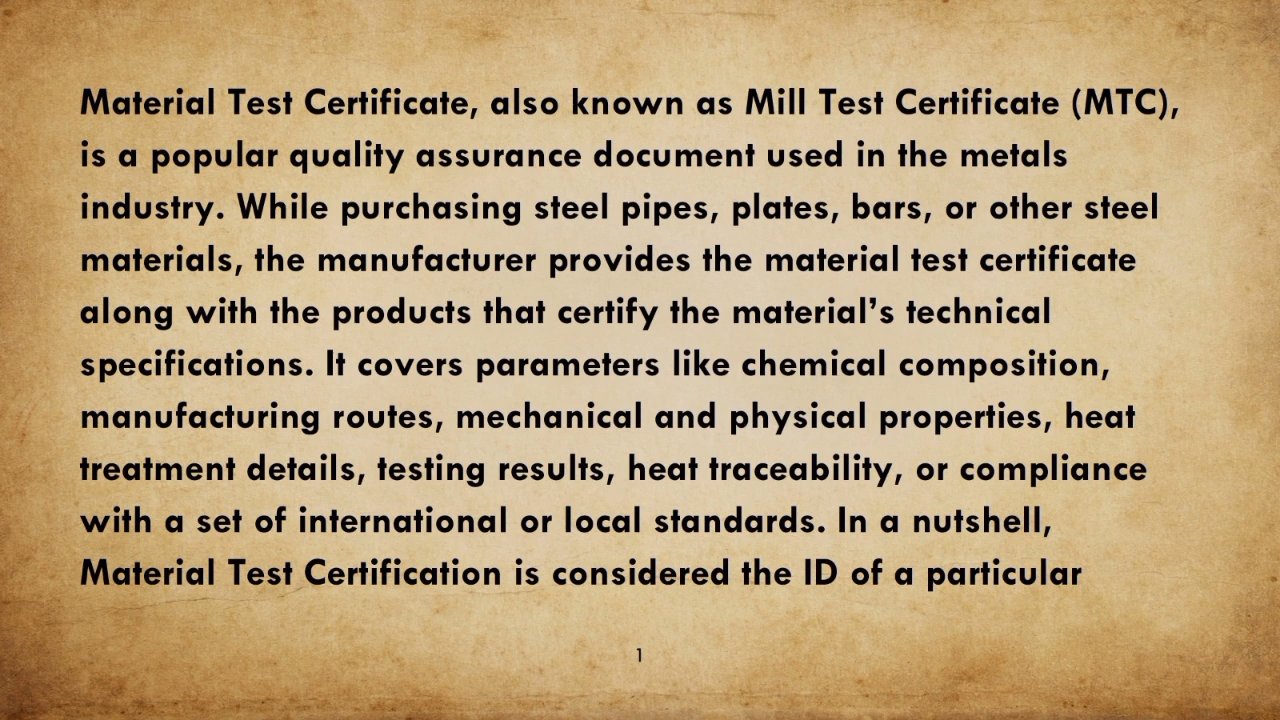 Material Test Certificate, also known as Mill Test Certificate (MTC),
is a popular quality assurance document used in the metals
industry. While purchasing steel pipes, plates, bars, or other steel
materials, the manufacturer provides the material test certificate
along with the products that certify the material’s technical
specifications. It covers parameters like chemical composition,
manufacturing routes, mechanical and physical properties, heat
treatment details, testing results, heat traceability, or compliance
with a set of international or local standards. In a nutshell,
Material Test Certification is considered the ID of a particular
1